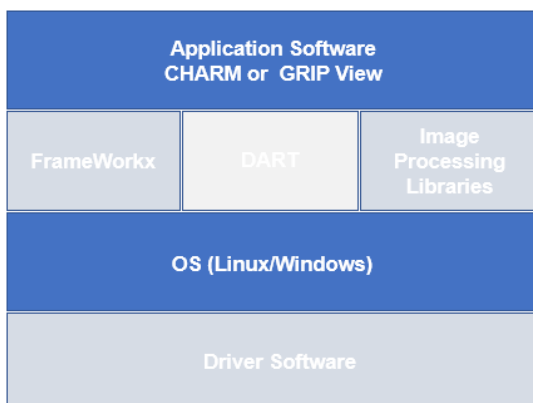 Application Software
CHARM or GRIP View
FrameWorkx
DART
Image
Processing
Libraries
OS (Linux/Windows)
Driver Software